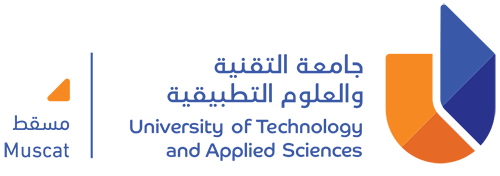 جامعة التقنية
والعلوم التطبيقية
University of Technology
and Applied Sciences
مسقط
Muscat